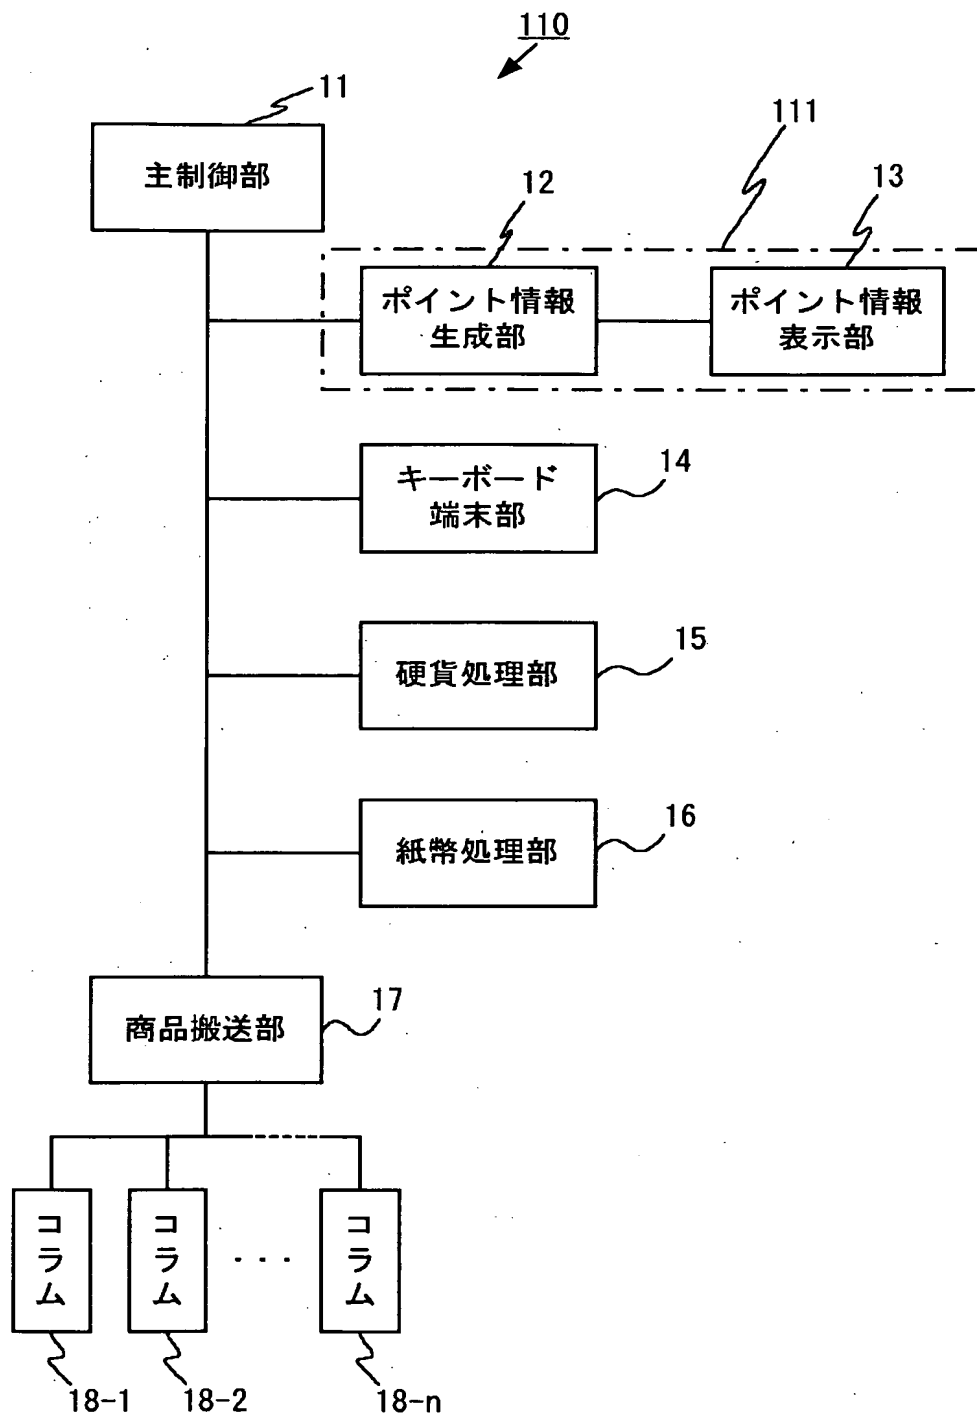 110
11
主制御部
111
12
13
ポイント情報
生成部
ポイント情報
表示部
キーボード
端末部
14
硬貨処理部
15
紙幣処理部
16
商品搬送部
17
コラム
コラム
・・・
コラム
18-1
18-2
18-n